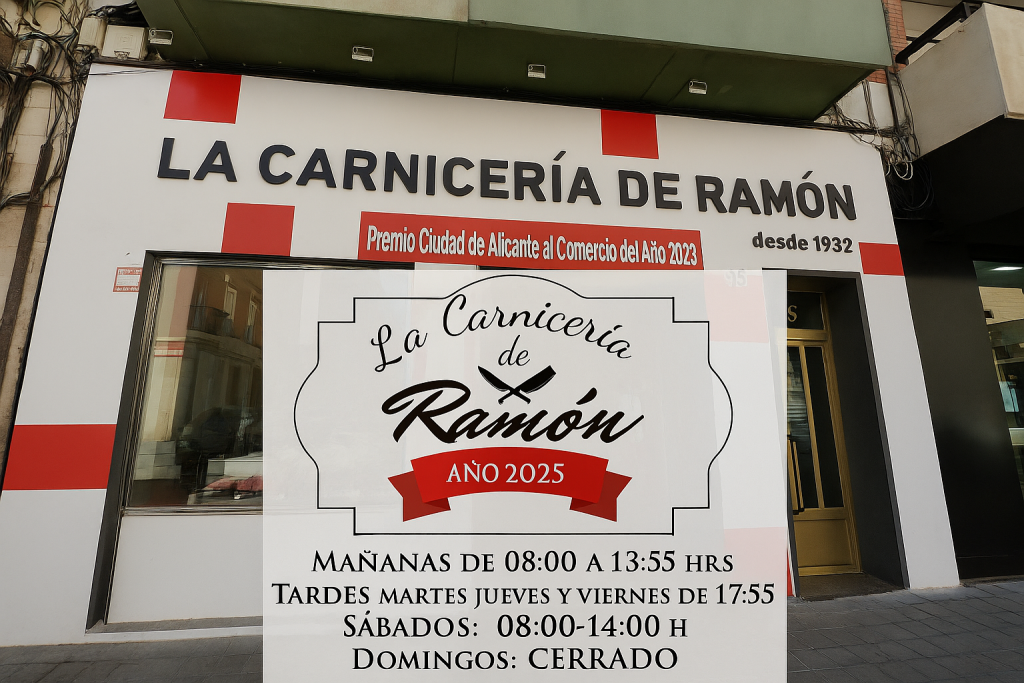 LA CARNICERÍA DE RAMÓN
desde 1932
Premio Ciudad de Alicante al Comercio del Año 2023
95
La Carnicería
de
Ramón
AÑO 2025
MAÑANAS DE 08:00 A 13:55 HRS
TARDES MARTES JUEVES Y VIERNES DE 17:55
SÁBADOS: 08:00-14:00 H
DOMINGOS: CERRADO